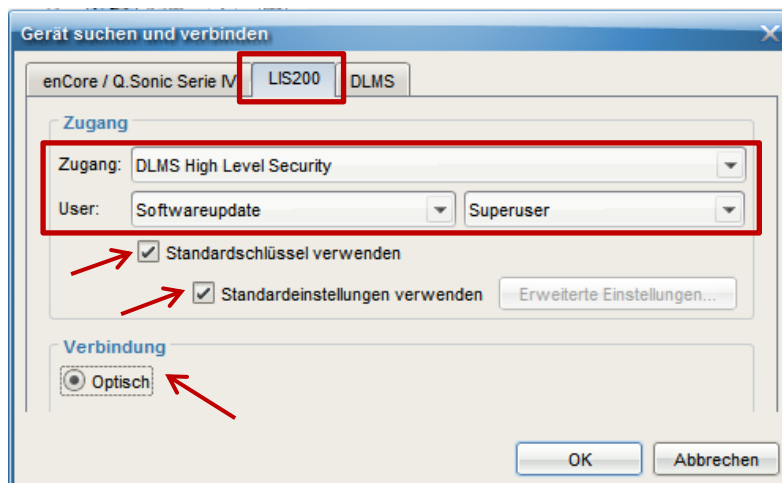 Gerät suchen und verbinden
enCore / Q.Sonic Serie IV LIS200 DLMS
Zugang
Zugang: DLMS High Level Security
User: Softwareupdate Superuser
Standardschlüssel verwenden
Standardeinstellungen verwenden Erweiterte Einstellungen...
Verbindung
Optisch
OK Abbrechen